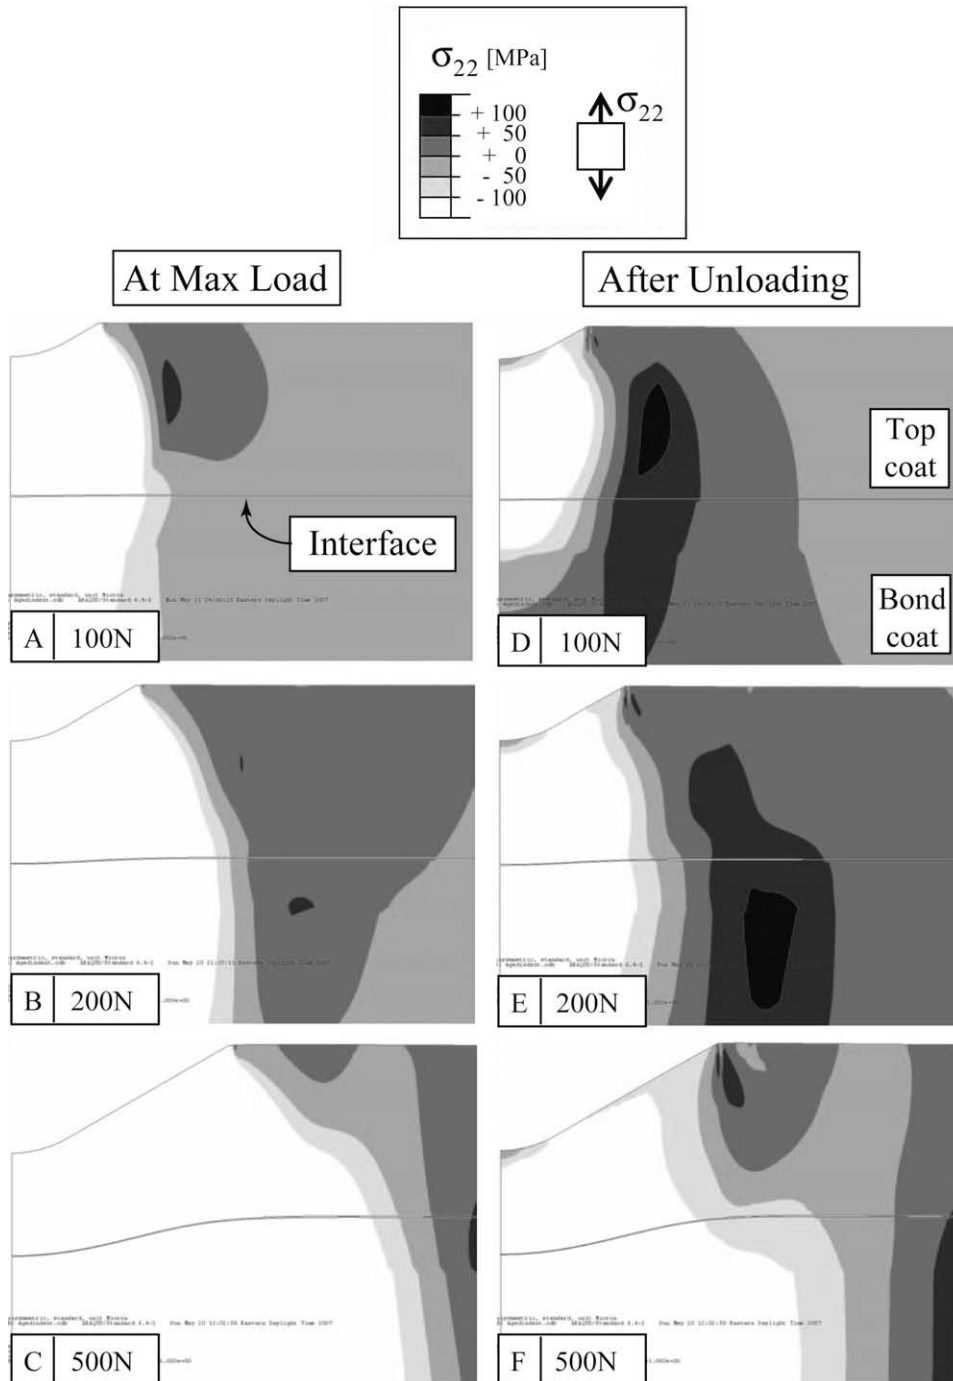 σ22 [MPa]
+ 100
+ 50
+ 0
- 50
- 100
σ22
At Max Load
After Unloading
Top
coat
Interface
Bond
coat
A 100N
D 100N
B 200N
E 200N
C 500N
F 500N